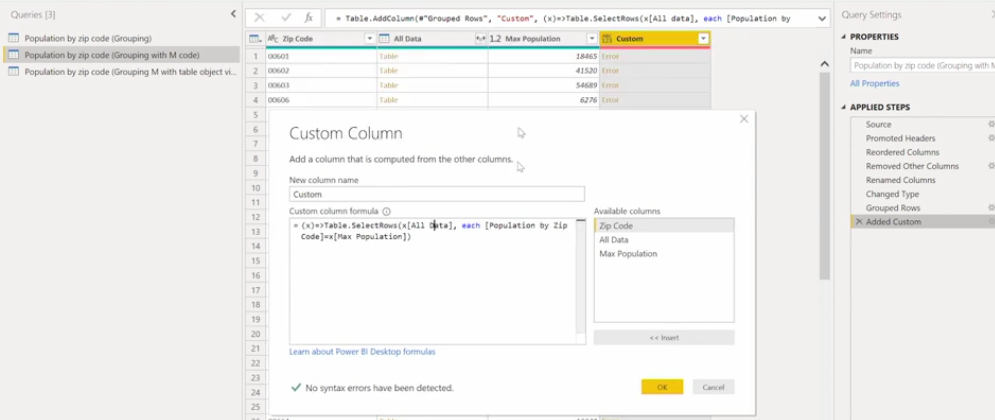 Queries [3]
Population by zip code (Grouping)
Population by zip code (Grouping with M code)
Population by zip code (Grouping M with table object vi...
= Table.AddColumn(#"Grouped Rows", "Custom", (x)=>Table.SelectRows(x[All data], each [Population by
Zip Code All Data 1.2 Max Population ABC 123 Custom
1 00601 Table 18465 Error
2 00602 Table 41520 Error
3 00603 Table 54689 Error
4 00606 Table 6276 Error
5
6
7
8
9
10
11
12
13
14
15
16
17
18
19
20
21
22
23
24
25
Custom Column
Add a column that is computed from the other columns.
New column name
Custom
Custom column formula
= (x)=>Table.SelectRows(x[All Data], each [Population by Zip
Code]=x[Max Population])
Available columns
Zip Code
All Data
Max Population
<< Insert
Learn about Power BI Desktop formulas
No syntax errors have been detected.
OK
Cancel
Query Settings
PROPERTIES
Name
Population by zip code (Grouping with M
All Properties
APPLIED STEPS
Source
Promoted Headers
Reordered Columns
Removed Other Columns
Renamed Columns
Changed Type
Grouped Rows
Added Custom